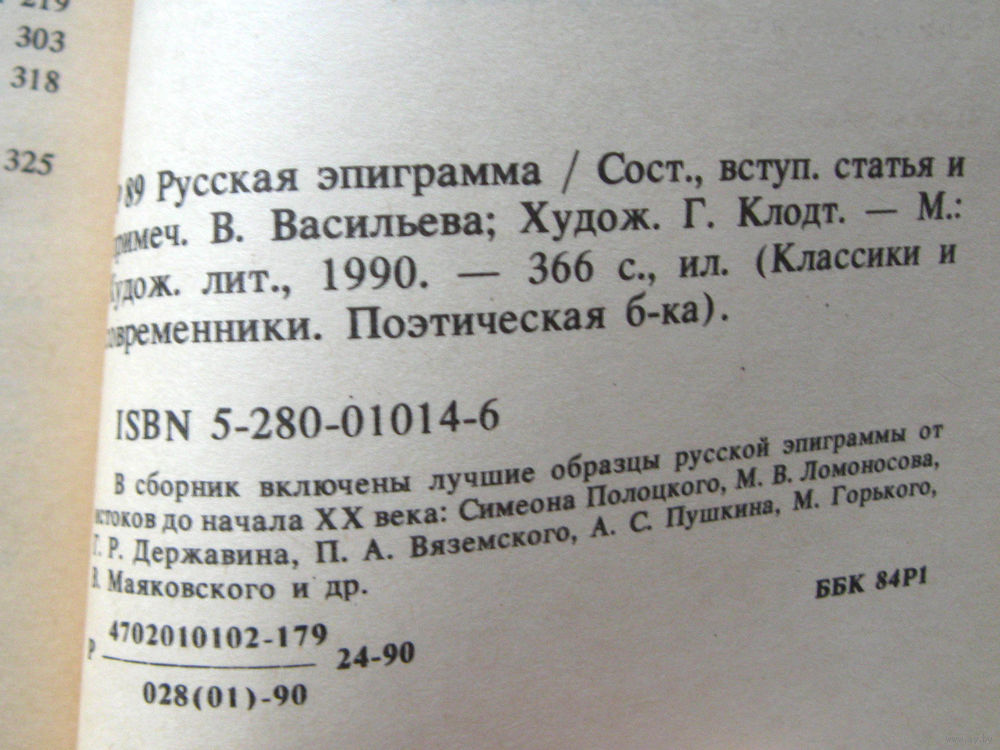 219
303
318
325
Р 89 Русская эпиграмма / Сост., вступ. статья и
примеч. В. Васильева; Худож. Г. Клодт. — М.:
Худож. лит., 1990. — 366 с., ил. (Классики и
современники. Поэтическая б-ка).
ISBN 5-280-01014-6
В сборник включены лучшие образцы русской эпиграммы от
истоков до начала XX века: Симеона Полоцкого, М. В. Ломоносова,
Г. Р. Державина, П. А. Вяземского, А. С. Пушкина, М. Горького,
В. Маяковского и др.
ББК 84Р1
Р 4702010102-179 24-90
028(01)-90